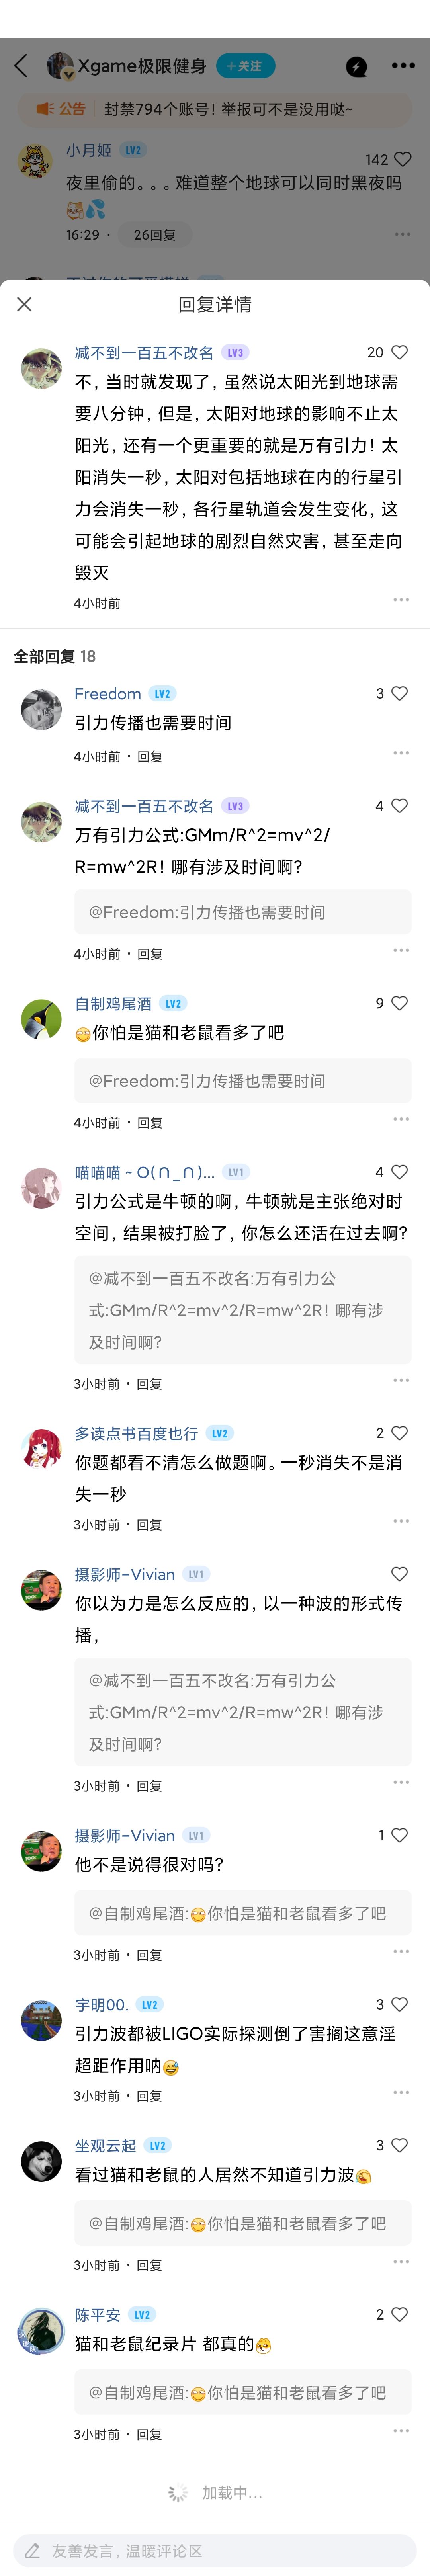 Xgame极限健身
+关注
公告 封禁794个账号！举报可不是没用哒~
小月姬 LV2
142
夜里偷的。。。难道整个地球可以同时黑夜吗
16:29 · 26回复
回复详情
减不到一百五不改名 LV3
20
不，当时就发现了，虽然说太阳光到地球需
要八分钟，但是，太阳对地球的影响不止太
阳光，还有一个更重要的就是万有引力！太
阳消失一秒，太阳对包括地球在内的行星引
力会消失一秒，各行星轨道会发生变化，这
可能会引起地球的剧烈自然灾害，甚至走向
毁灭
4小时前
全部回复 18
Freedom LV2
3
引力传播也需要时间
4小时前 · 回复
减不到一百五不改名 LV3
4
万有引力公式:GMm/R^2=mv^2/
R=mw^2R！哪有涉及时间啊?
@Freedom:引力传播也需要时间
4小时前 · 回复
自制鸡尾酒 LV2
9
你怕是猫和老鼠看多了吧
@Freedom:引力传播也需要时间
4小时前 · 回复
喵喵喵～O(∩_∩)... LV1
4
引力公式是牛顿的啊，牛顿就是主张绝对时
空间，结果被打脸了，你怎么还活在过去啊?
@减不到一百五不改名:万有引力公
式:GMm/R^2=mv^2/R=mw^2R！哪有涉
及时间啊?
3小时前 · 回复
多读点书百度也行 LV2
2
你题都看不清怎么做题啊。一秒消失不是消
失一秒
3小时前 · 回复
摄影师-Vivian LV1
你以为力是怎么反应的，以一种波的形式传
播，
@减不到一百五不改名:万有引力公
式:GMm/R^2=mv^2/R=mw^2R！哪有涉
及时间啊?
3小时前 · 回复
摄影师-Vivian LV1
1
他不是说得很对吗?
@自制鸡尾酒:你怕是猫和老鼠看多了吧
3小时前 · 回复
宇明00. LV2
3
引力波都被LIGO实际探测倒了害搁这意淫
超距作用呐
3小时前 · 回复
坐观云起 LV2
3
看过猫和老鼠的人居然不知道引力波
@自制鸡尾酒:你怕是猫和老鼠看多了吧
3小时前 · 回复
陈平安 LV2
2
猫和老鼠纪录片 都真的
@自制鸡尾酒:你怕是猫和老鼠看多了吧
3小时前 · 回复
加载中...
友善发言，温暖评论区